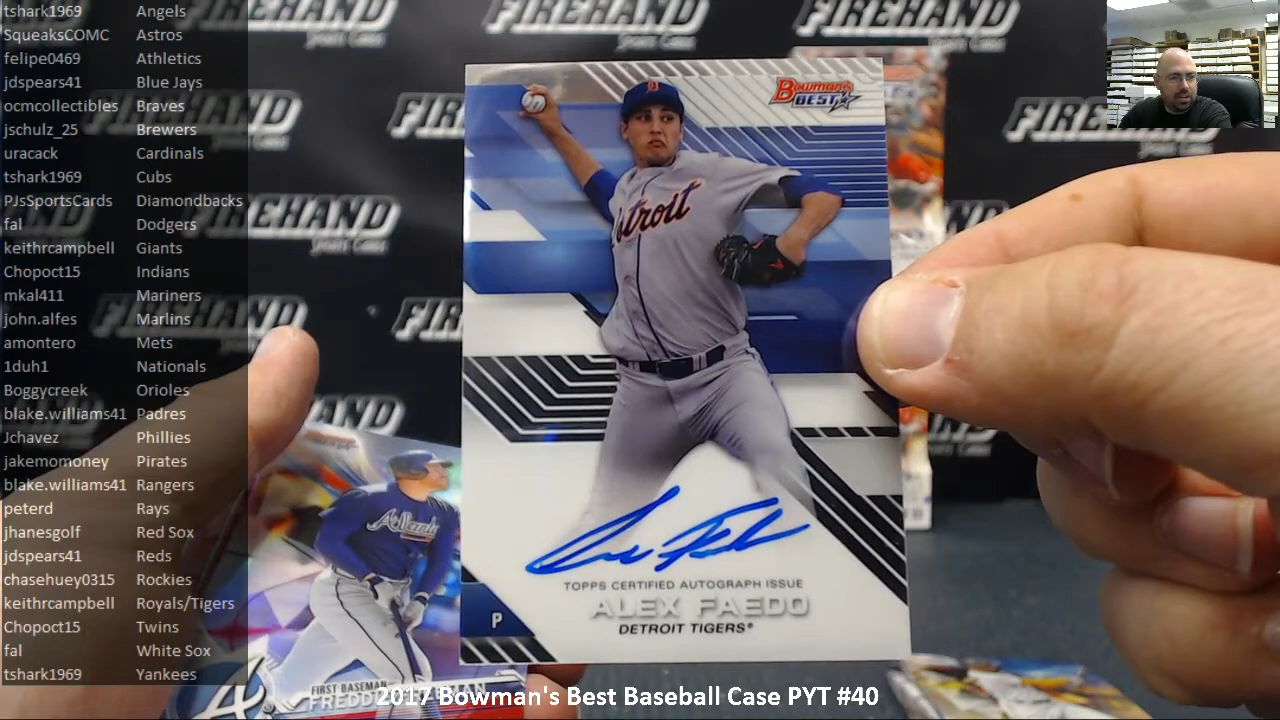 tshark1969 Angels
SqueaksCOMC Astros
felipe0469 Athletics
jdspears41 Blue Jays
ocmcollectibles Braves
jschulz_25 Brewers
uracack Cardinals
tshark1969 Cubs
PJsSportsCards Diamondbacks
fal Dodgers
keithrcampbell Giants
Chopoct15 Indians
mkal411 Mariners
john.alfes Marlins
amontero Mets
1duh1 Nationals
Boggycreek Orioles
blake.williams41 Padres
Jchavez Phillies
jakemomoney Pirates
blake.williams41 Rangers
peterd Rays
jhanesgolf Red Sox
jdspears41 Reds
chasehuey0315 Rockies
keithrcampbell Royals/Tigers
Chopoct15 Twins
fal White Sox
tshark1969 Yankees
FIREHAND
SPORTS CARDS
Bowman's
BEST
Detroit
TOPPS CERTIFIED AUTOGRAPH ISSUE
ALEX FAEDO
DETROIT TIGERS®
P
Atlanta
FIRST BASEMAN
2017 Bowman's Best Baseball Case PYT #40